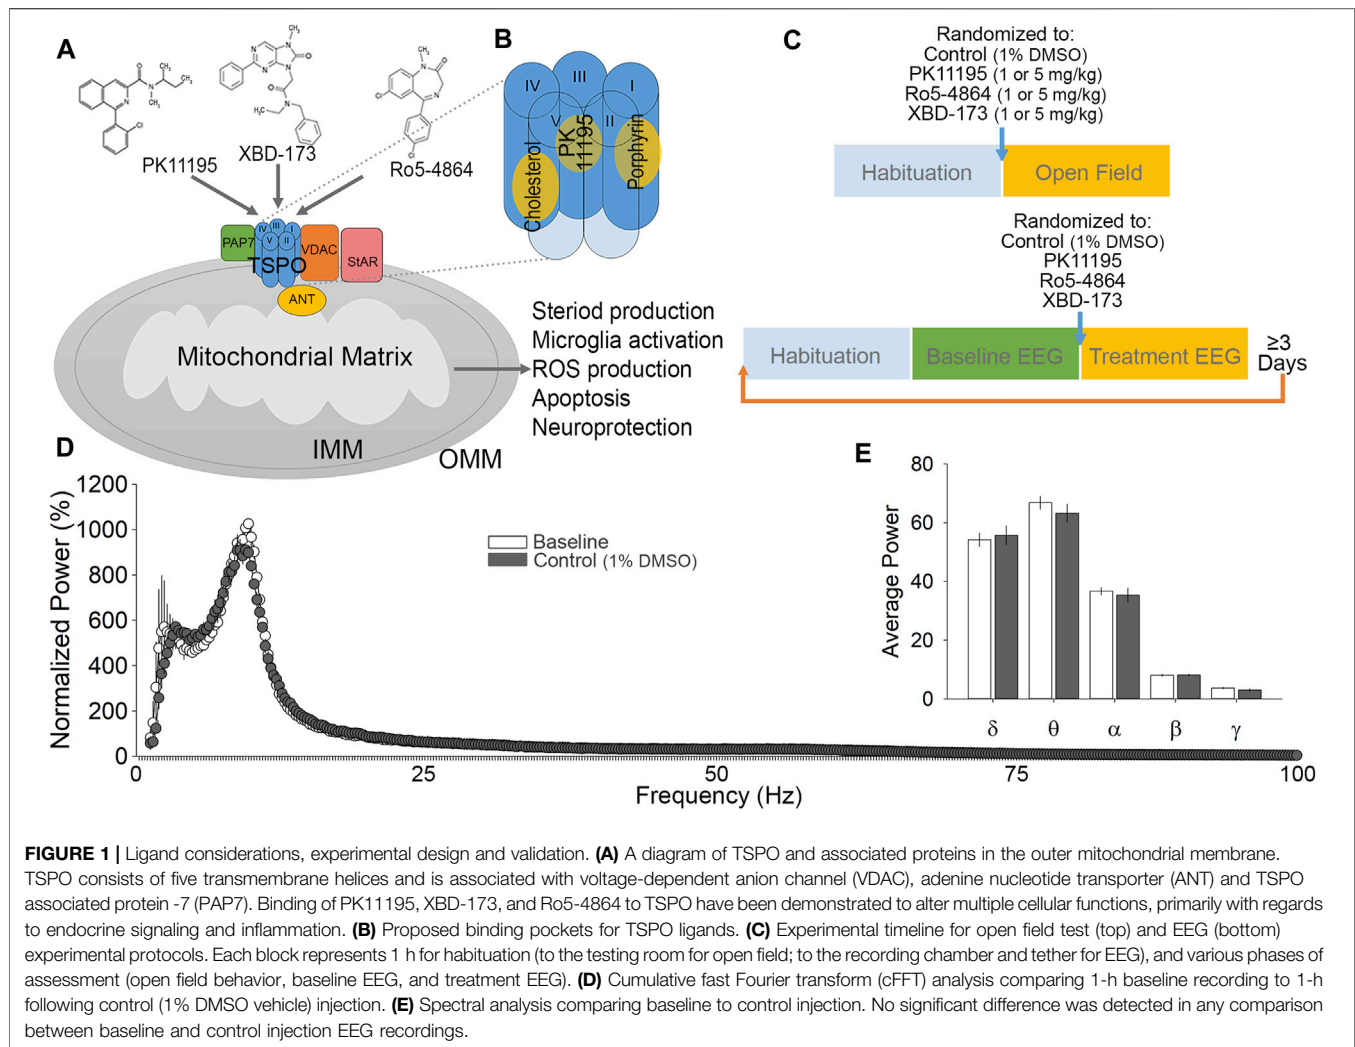 A
N
N
O
N
CH₃
CH₃
CH₃
Cl
PK11195
N
N
N
N
CH₃
O
O
N
H₃C
XBD-173
CH₃
N
O
N
Cl
Cl
Ro5-4864
PAP7
IV
III
I
V
II
TSPO
VDAC
StAR
ANT
Mitochondrial Matrix
IMM
OMM
Steriod production
Microglia activation
ROS production
Apoptosis
Neuroprotection
B
IV
III
I
V
II
Cholesterol
PK
11195
Porphyrin
C
Randomized to:
Control (1% DMSO)
PK11195 (1 or 5 mg/kg)
Ro5-4864 (1 or 5 mg/kg)
XBD-173 (1 or 5 mg/kg)
Habituation
Open Field
Randomized to:
Control (1% DMSO)
PK11195
Ro5-4864
XBD-173
Habituation
Baseline EEG
Treatment EEG
≥3
Days
D
Normalized Power (%)
1200
1000
800
600
400
200
0
0
25
50
75
100
Frequency (Hz)
Baseline
Control (1% DMSO)
E
Average Power
80
60
40
20
0
δ
θ
α
β
γ
FIGURE 1 | Ligand considerations, experimental design and validation. (A) A diagram of TSPO and associated proteins in the outer mitochondrial membrane.
TSPO consists of five transmembrane helices and is associated with voltage-dependent anion channel (VDAC), adenine nucleotide transporter (ANT) and TSPO
associated protein -7 (PAP7). Binding of PK11195, XBD-173, and Ro5-4864 to TSPO have been demonstrated to alter multiple cellular functions, primarily with regards
to endocrine signaling and inflammation. (B) Proposed binding pockets for TSPO ligands. (C) Experimental timeline for open field test (top) and EEG (bottom)
experimental protocols. Each block represents 1 h for habituation (to the testing room for open field; to the recording chamber and tether for EEG), and various phases of
assessment (open field behavior, baseline EEG, and treatment EEG). (D) Cumulative fast Fourier transform (cFFT) analysis comparing 1-h baseline recording to 1-h
following control (1% DMSO vehicle) injection. (E) Spectral analysis comparing baseline to control injection. No significant difference was detected in any comparison
between baseline and control injection EEG recordings.